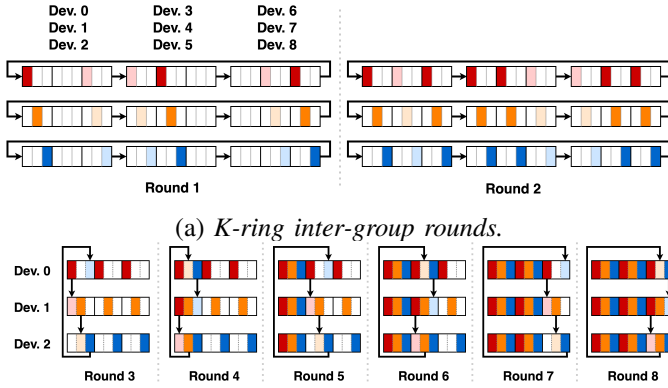 Dev. 0 Dev. 3 Dev. 6
Dev. 1 Dev. 4 Dev. 7
Dev. 2 Dev. 5 Dev. 8
Round 1 Round 2
(a) K-ring inter-group rounds.
Dev. 0
Dev. 1
Dev. 2
Round 3 Round 4 Round 5 Round 6 Round 7 Round 8